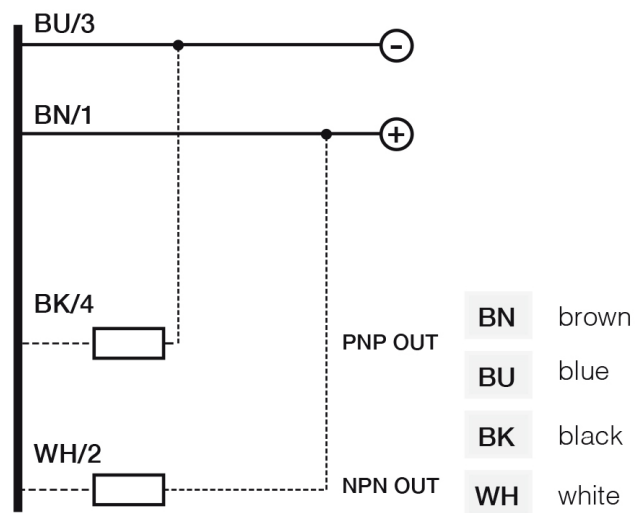 BU/3
-
BN/1
+
BK/4
PNP OUT
WH/2
NPN OUT
BN brown
BU blue
BK black
WH white